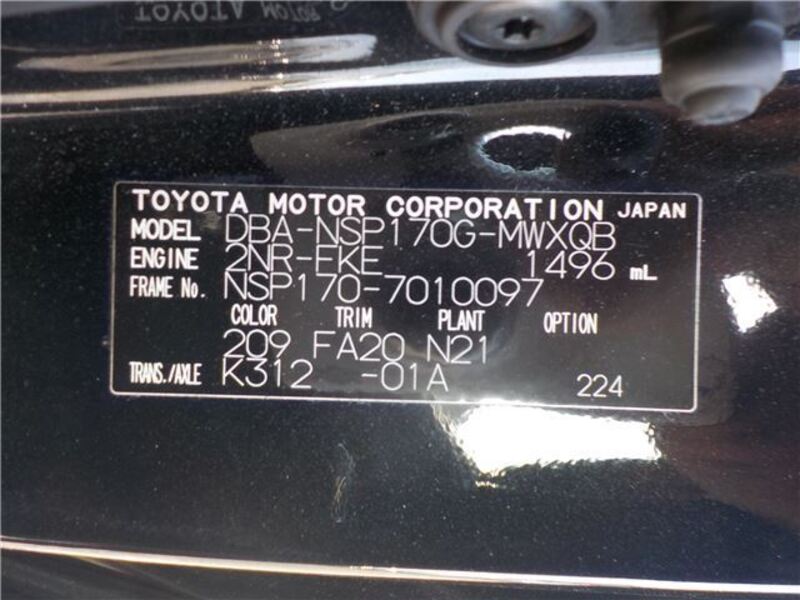 TOYOTA MOTOR CORPORATION JAPAN
MODEL DBA-NSP170G-MWXQB
ENGINE 2NR-FKE 1496 mL
FRAME No. NSP170-7010097
COLOR TRIM PLANT OPTION
209 FA20 N21
TRANS./AXLE K312 -01A 224